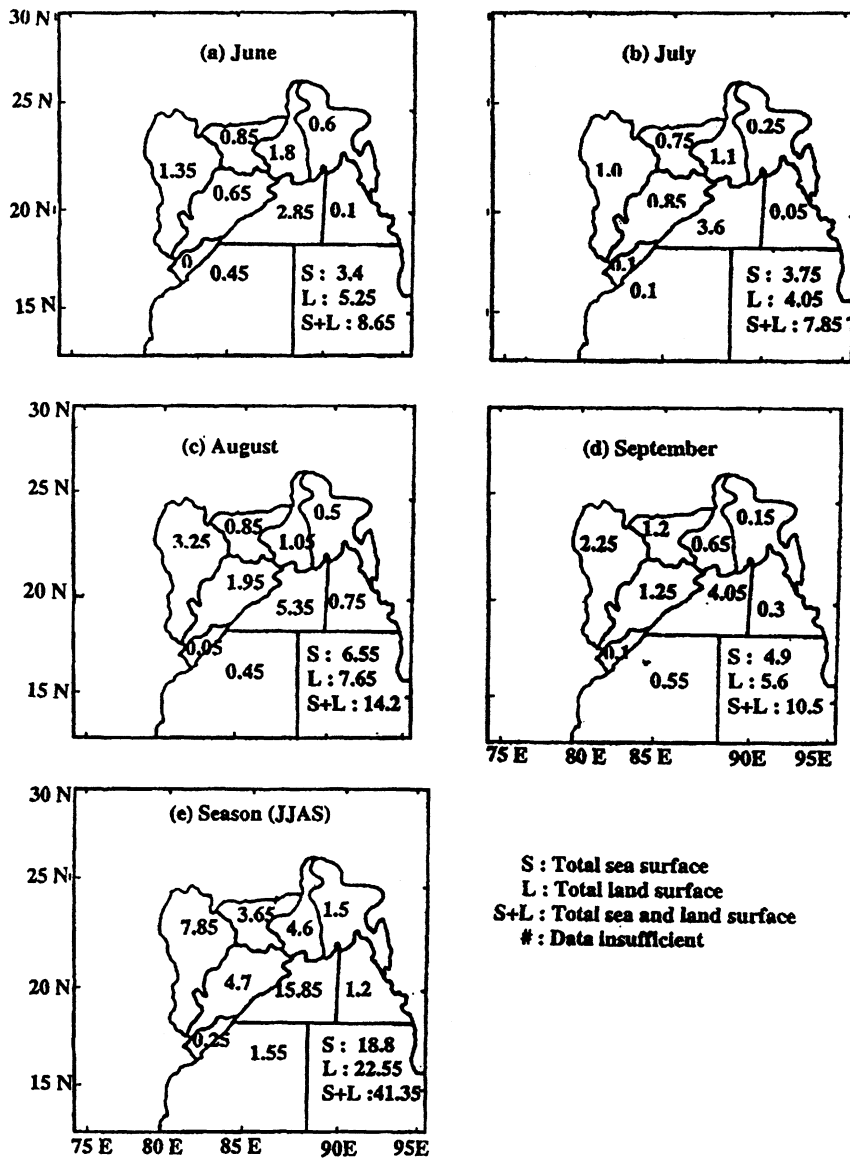 30 N
(a) June
25 N
0.85
0.6
1.35
1.8
0.65
20 N
2.85
0.1
0
0.45
S : 3.4
L : 5.25
S+L : 8.65
15 N
(b) July
0.75
0.25
1.0
1.1
0.85
3.6
0.05
0.1
0.1
S : 3.75
L : 4.05
S+L : 7.85
30 N
(c) August
25 N
0.85
0.5
3.25
1.05
1.95
20 N
5.35
0.75
0.05
0.45
S : 6.55
L : 7.65
S+L : 14.2
15 N
(d) September
1.2
0.15
2.25
0.65
1.25
4.05
0.3
0.1
0.55
S : 4.9
L : 5.6
S+L : 10.5
75 E 80 E 85 E 90E 95E
30 N
(e) Season (JJAS)
25 N
3.65
1.5
7.85
4.6
4.7
20 N
15.85
1.2
0.25
1.55
S : 18.8
L : 22.55
S+L :41.35
15 N
75 E 80 E 85 E 90E 95 E
S : Total sea surface
L : Total land surface
S+L : Total sea and land surface
# : Data insufficient